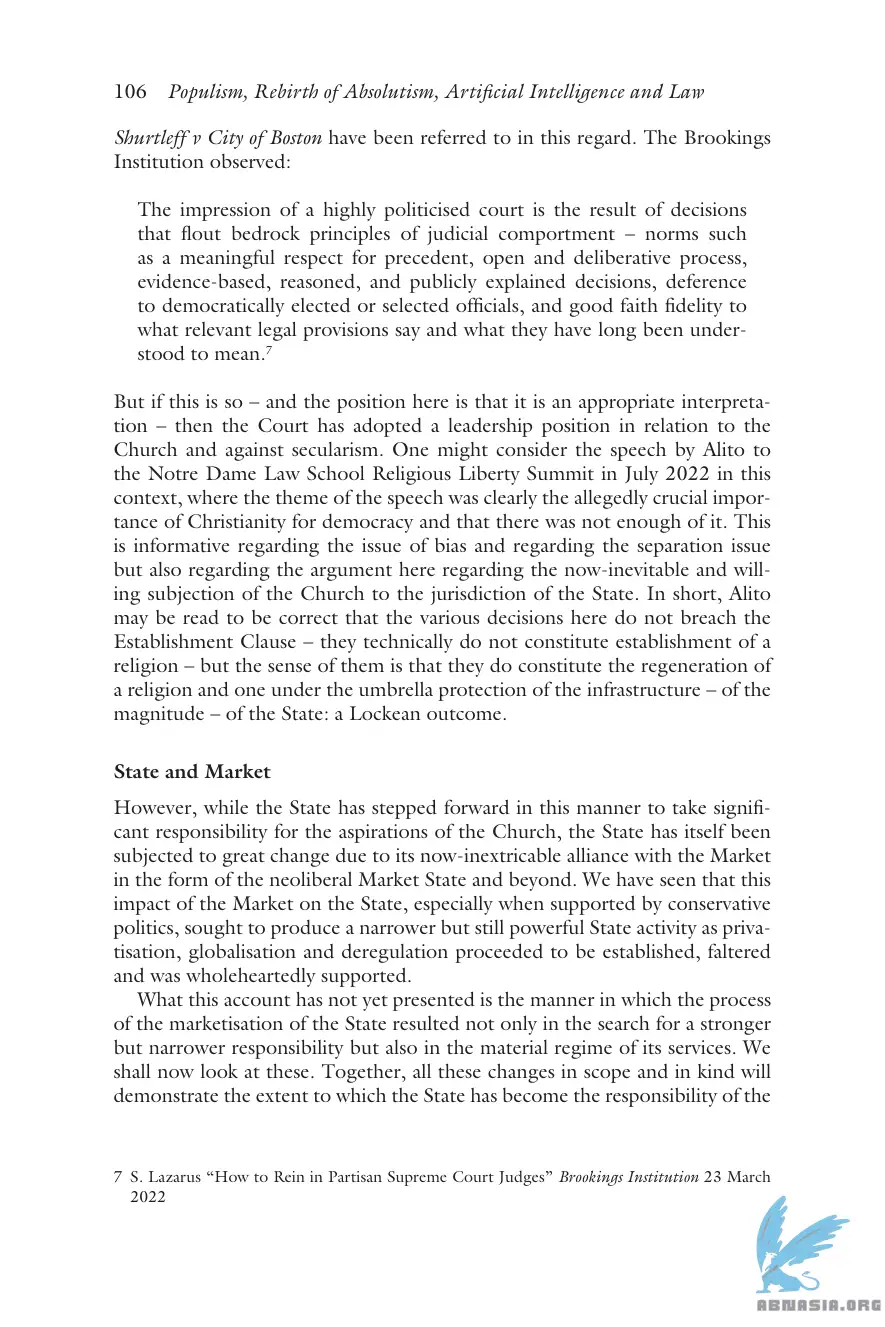 106 Populism, Rebirth of Absolutism, Artificial Intelligence and Law
Shurtleff v City of Boston have been referred to in this regard. The Brookings
Institution observed:
The impression of a highly politicised court is the result of decisions
that flout bedrock principles of judicial comportment – norms such
as a meaningful respect for precedent, open and deliberative process,
evidence-based, reasoned, and publicly explained decisions, deference
to democratically elected or selected officials, and good faith fidelity to
what relevant legal provisions say and what they have long been under-
stood to mean.7
But if this is so – and the position here is that it is an appropriate interpreta-
tion – then the Court has adopted a leadership position in relation to the
Church and against secularism. One might consider the speech by Alito to
the Notre Dame Law School Religious Liberty Summit in July 2022 in this
context, where the theme of the speech was clearly the allegedly crucial impor-
tance of Christianity for democracy and that there was not enough of it. This
is informative regarding the issue of bias and regarding the separation issue
but also regarding the argument here regarding the now-inevitable and will-
ing subjection of the Church to the jurisdiction of the State. In short, Alito
may be read to be correct that the various decisions here do not breach the
Establishment Clause – they technically do not constitute establishment of a
religion – but the sense of them is that they do constitute the regeneration of
a religion and one under the umbrella protection of the infrastructure – of the
magnitude – of the State: a Lockean outcome.
State and Market
However, while the State has stepped forward in this manner to take signifi-
cant responsibility for the aspirations of the Church, the State has itself been
subjected to great change due to its now-inextricable alliance with the Market
in the form of the neoliberal Market State and beyond. We have seen that this
impact of the Market on the State, especially when supported by conservative
politics, sought to produce a narrower but still powerful State activity as priva-
tisation, globalisation and deregulation proceeded to be established, faltered
and was wholeheartedly supported.
What this account has not yet presented is the manner in which the process
of the marketisation of the State resulted not only in the search for a stronger
but narrower responsibility but also in the material regime of its services. We
shall now look at these. Together, all these changes in scope and in kind will
demonstrate the extent to which the State has become the responsibility of the
7 S. Lazarus “How to Rein in Partisan Supreme Court Judges” Brookings Institution 23 March
2022
ABNASIA.ORG